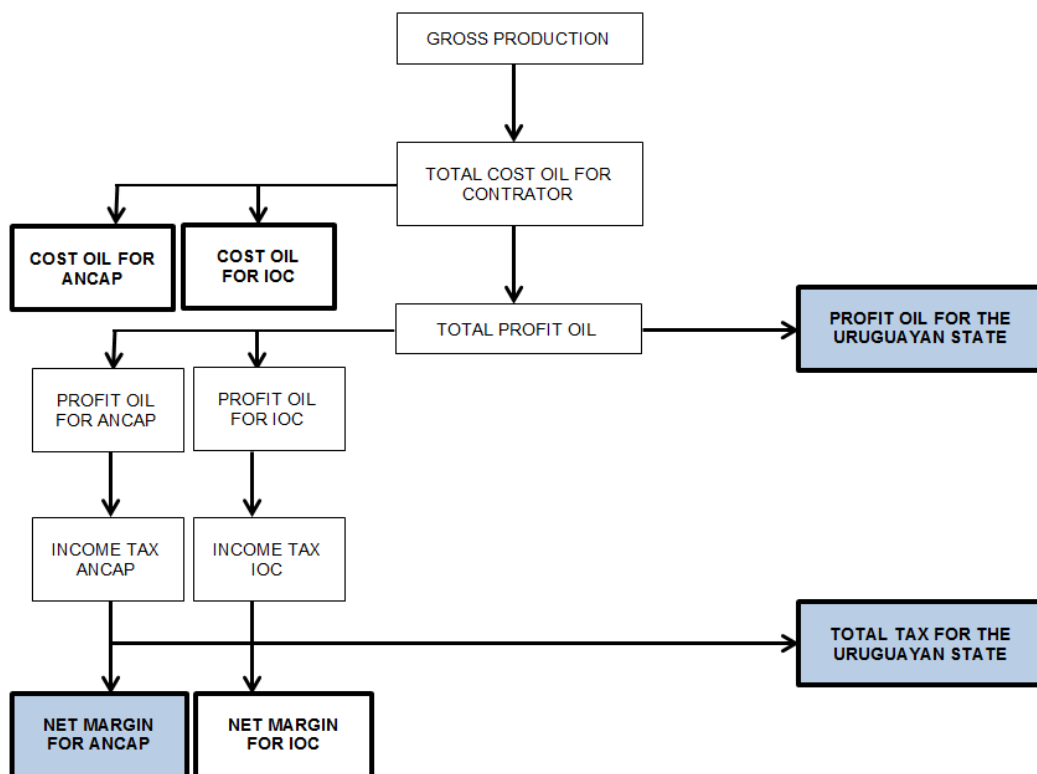 GROSS PRODUCTION
TOTAL COST OIL FOR
CONTRATOR
COST OIL FOR
ANCAP
COST OIL
FOR IOC
TOTAL PROFIT OIL
PROFIT OIL FOR THE
URUGUAYAN STATE
PROFIT OIL
FOR ANCAP
PROFIT OIL
FOR IOC
INCOME TAX
ANCAP
INCOME TAX
IOC
TOTAL TAX FOR THE
URUGUAYAN STATE
NET MARGIN
FOR ANCAP
NET MARGIN
FOR IOC